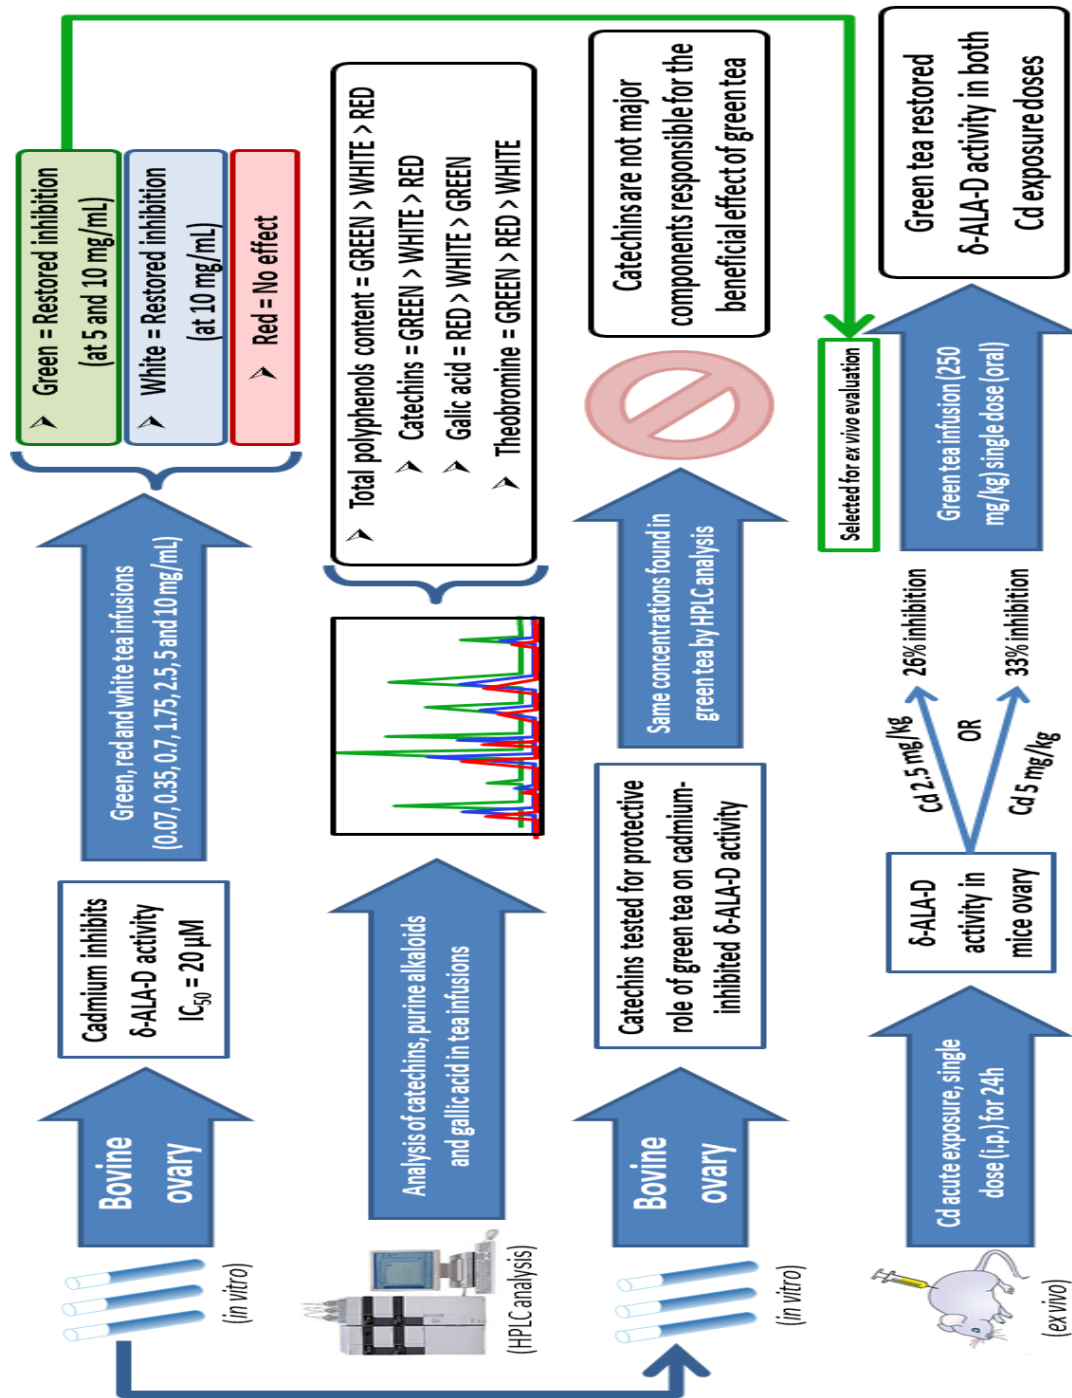 Bovine
ovary
(in vitro)
Cadmium inhibits
δ-ALA-D activity
IC50 = 20 µM
Green, red and white tea infusions
(0.07, 0.35, 0.7, 1.75, 2.5, 5 and 10 mg/mL)
➢ Green = Restored inhibition
(at 5 and 10 mg/mL)
➢ White = Restored inhibition
(at 10 mg/mL)
➢ Red = No effect
(HPLC analysis)
Analysis of catechins, purine alkaloids
and gallic acid in tea infusions
➢ Total polyphenols content = GREEN > WHITE > RED
➢ Catechins = GREEN > WHITE > RED
➢ Galic acid = RED > WHITE > GREEN
➢ Theobromine = GREEN > RED > WHITE
Bovine
ovary
(in vitro)
Catechins tested for protective
role of green tea on cadmium-
inhibited δ-ALA-D activity
Same concentrations found in
green tea by HPLC analysis
Catechins are not major
components responsible for the
beneficial effect of green tea
Selected for ex vivo evaluation
(ex vivo)
Cd acute exposure, single
dose (i.p.) for 24h
δ-ALA-D
activity in
mice ovary
Cd 2.5 mg/kg
OR
Cd 5 mg/kg
26% inhibition
33% inhibition
Green tea infusion (250
mg/kg) single dose (oral)
Green tea restored
δ-ALA-D activity in both
Cd exposure doses